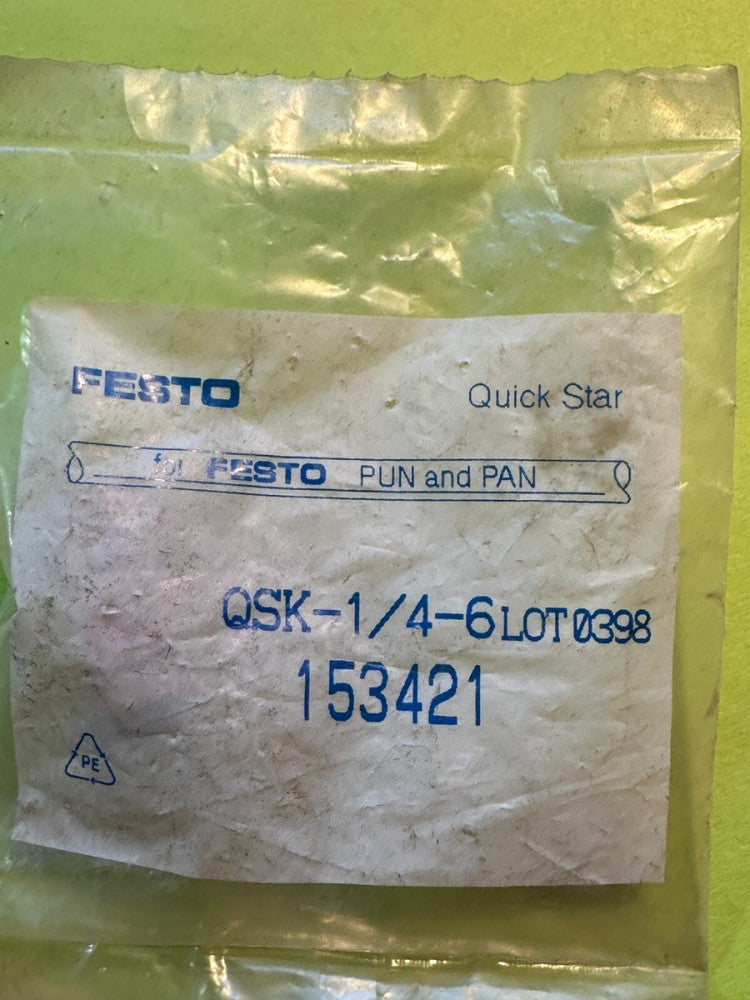 FESTO Quick Star
for FESTO PUN and PAN
QSK-1/4-6 LOT 0398
153421
PE